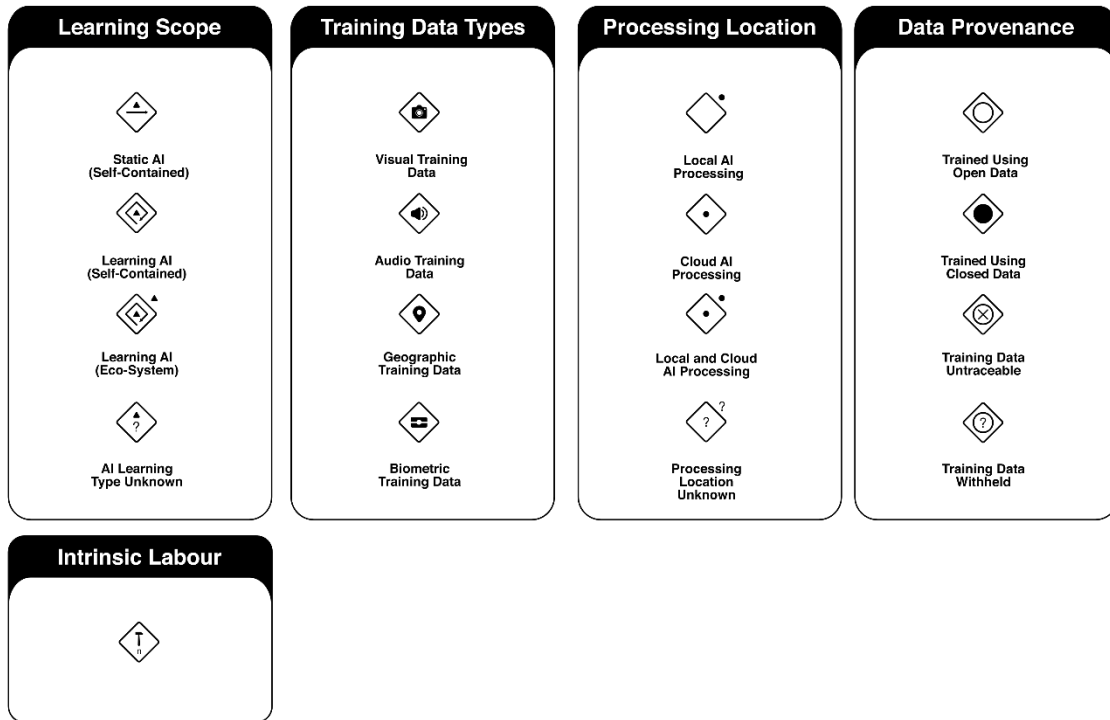 Learning Scope
Static AI
(Self-Contained)
Learning AI
(Self-Contained)
Learning AI
(Eco-System)
?
AI Learning
Type Unknown
Training Data Types
Visual Training
Data
Audio Training
Data
Geographic
Training Data
Biometric
Training Data
Processing Location
Local AI
Processing
Cloud AI
Processing
Local and Cloud
AI Processing
? ?
Processing
Location
Unknown
Data Provenance
Trained Using
Open Data
Trained Using
Closed Data
Training Data
Untraceable
?
Training Data
Withheld
Intrinsic Labour
n